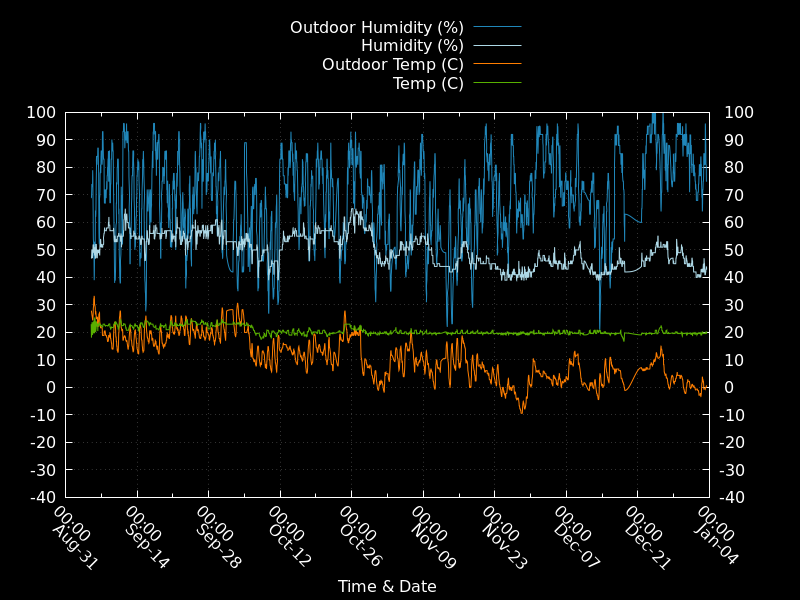 Outdoor Humidity (%)
Humidity (%)
Outdoor Temp (C)
Temp (C)
100 100
90 90
80 80
70 70
60 60
50 50
40 40
30 30
20 20
10 10
0 0
-10 -10
-20 -20
-30 -30
-40 -40
00:00 Aug-31
00:00 Sep-14
00:00 Sep-28
00:00 Oct-12
00:00 Oct-26
00:00 Nov-09
00:00 Nov-23
00:00 Dec-07
00:00 Dec-21
00:00 Jan-04
Time & Date